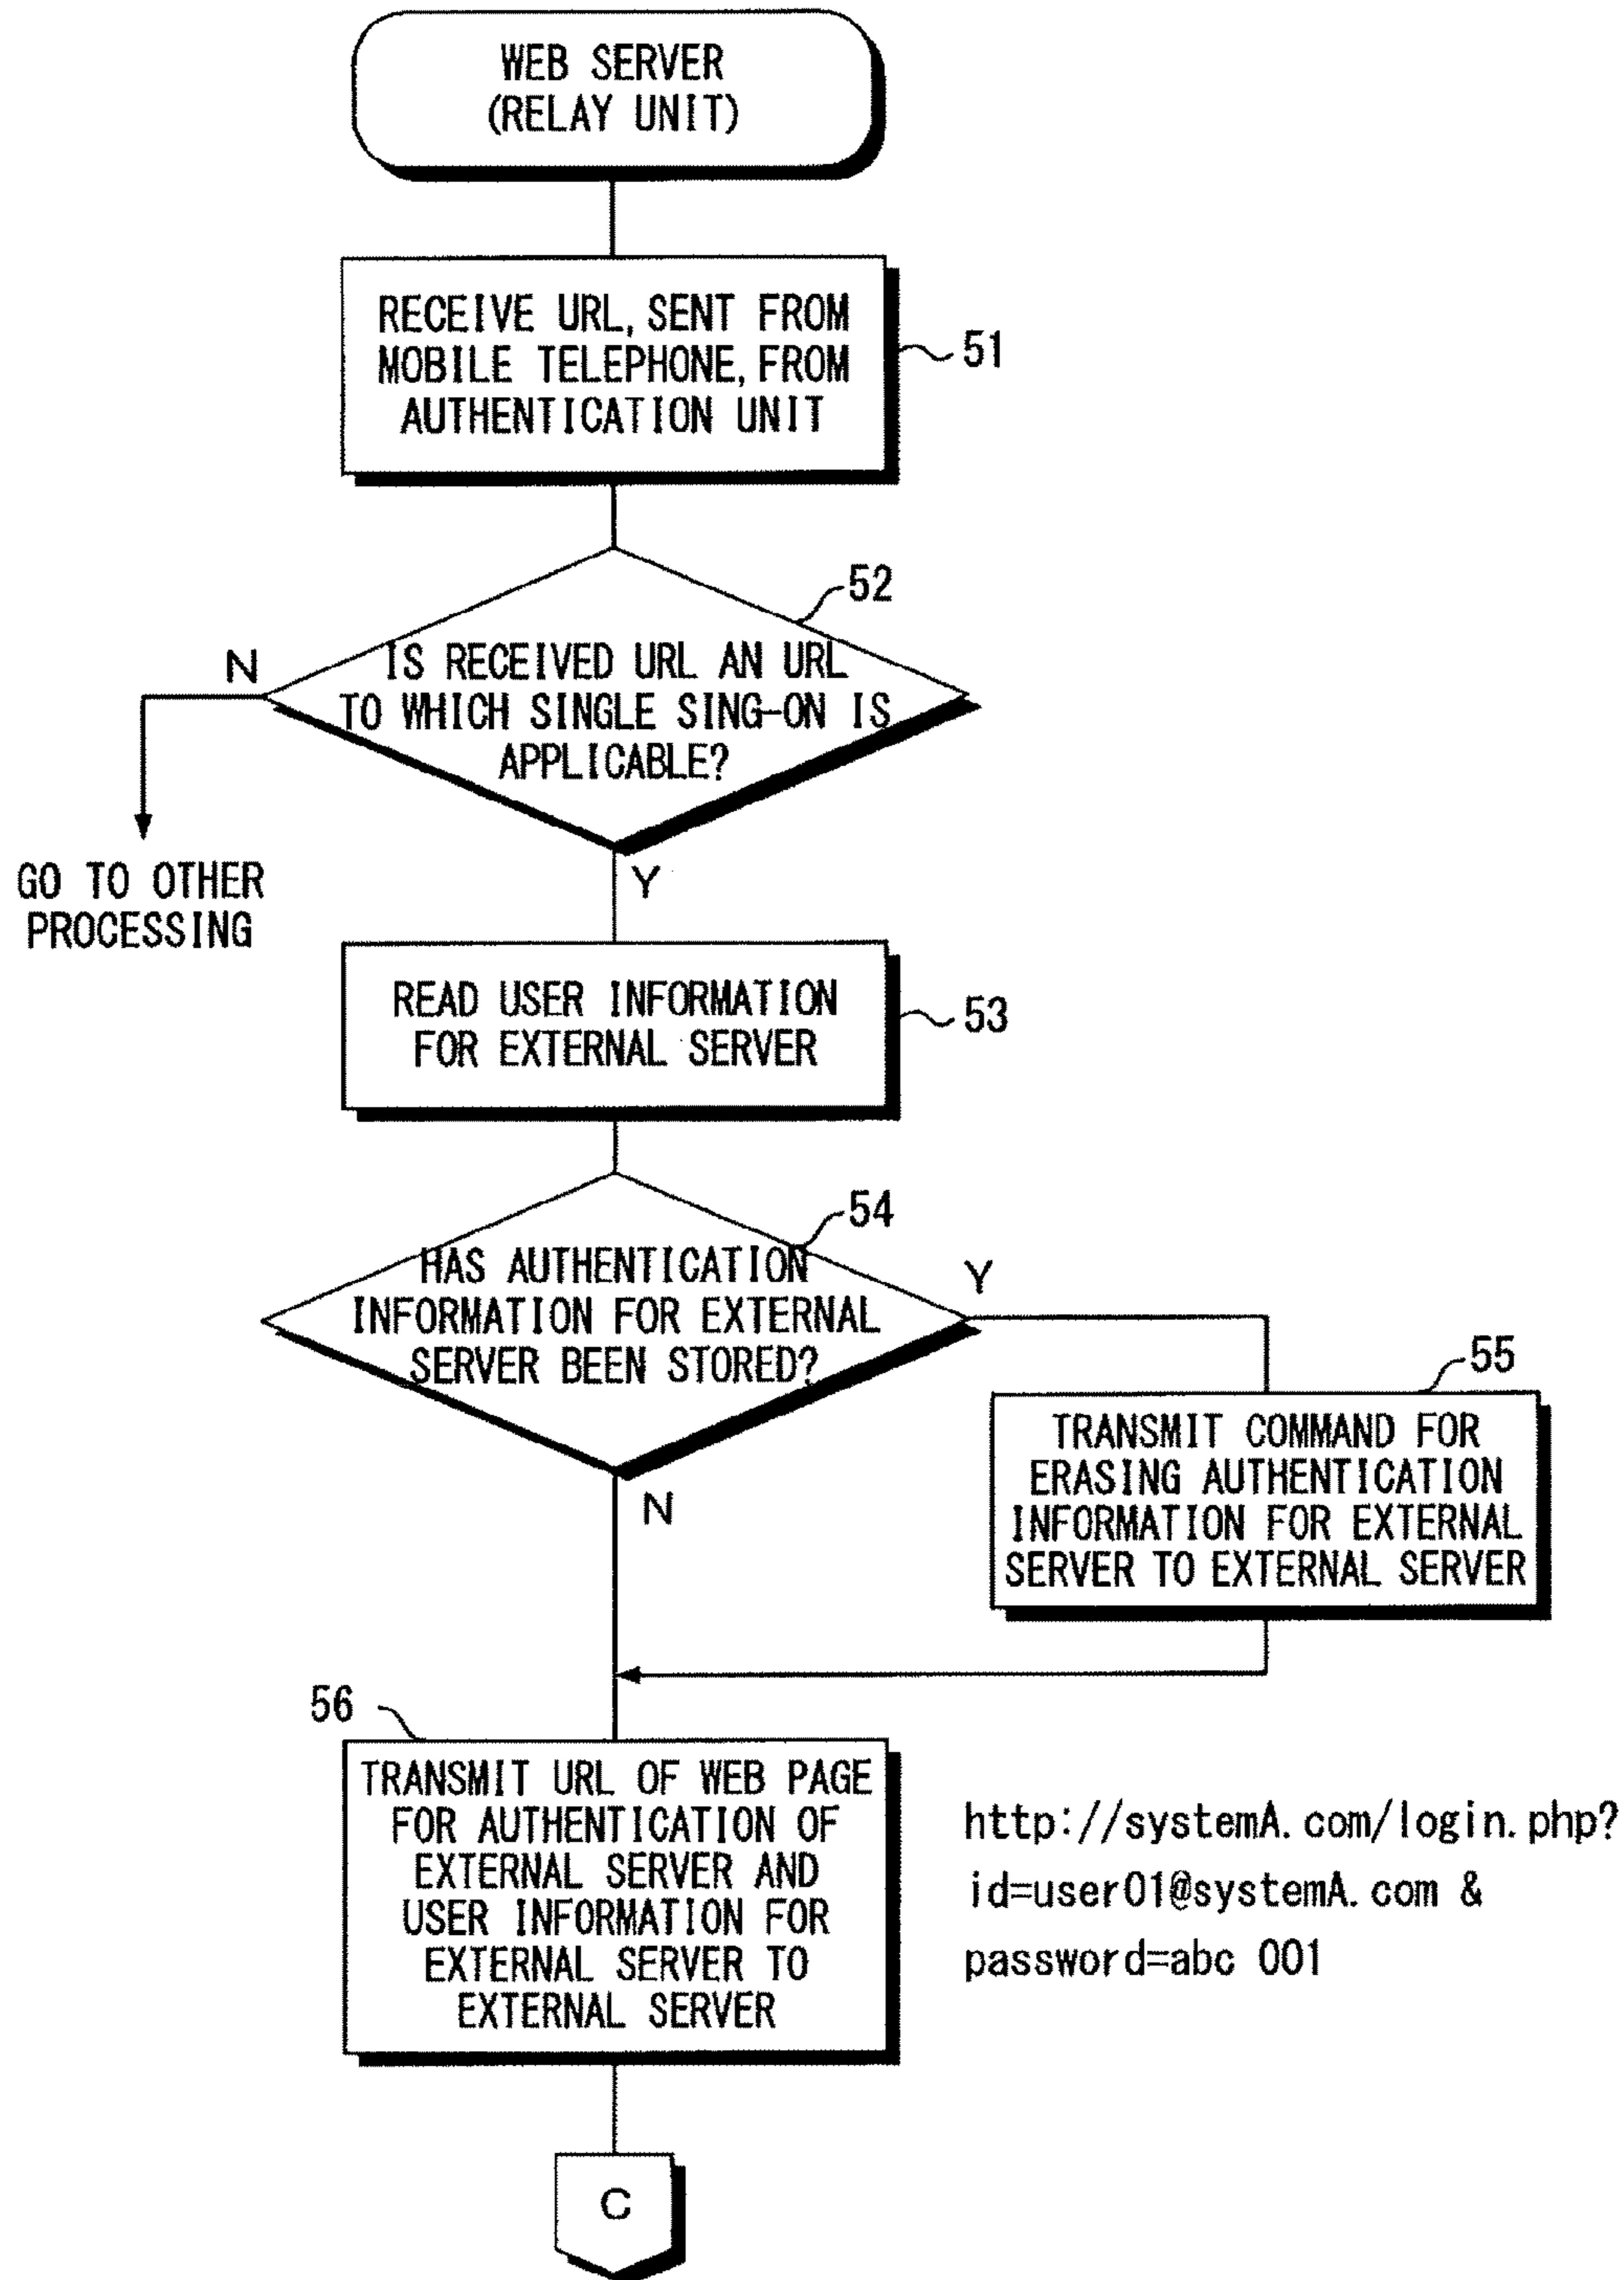 WEB SERVER
(RELAY UNIT)
RECEIVE URL, SENT FROM
MOBILE TELEPHONE, FROM
AUTHENTICATION UNIT
51
52
IS RECEIVED URL AN URL
TO WHICH SINGLE SING-ON IS
APPLICABLE?
N
GO TO OTHER
PROCESSING
Y
READ USER INFORMATION
FOR EXTERNAL SERVER
53
54
HAS AUTHENTICATION
INFORMATION FOR EXTERNAL
SERVER BEEN STORED?
Y
N
55
TRANSMIT COMMAND FOR
ERASING AUTHENTICATION
INFORMATION FOR EXTERNAL
SERVER TO EXTERNAL SERVER
56
TRANSMIT URL OF WEB PAGE
FOR AUTHENTICATION OF
EXTERNAL SERVER AND
USER INFORMATION FOR
EXTERNAL SERVER TO
EXTERNAL SERVER
http://systemA.com/login.php?
id=user01@systemA.com &
password=abc 001
C